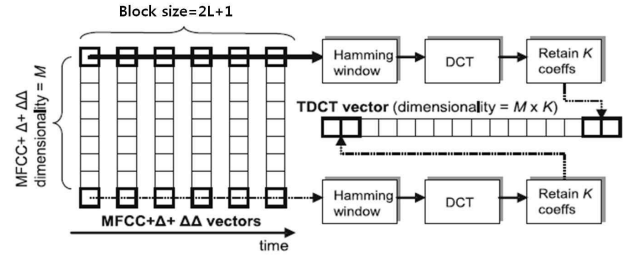 Block size=2L+1
MFCC+ Δ+ ΔΔ
dimensionality = M
Hamming
window
DCT
Retain K
coeffs
TDCT vector (dimensionality = M x K)
Hamming
window
DCT
Retain K
coeffs
MFCC+Δ+ ΔΔ vectors
time